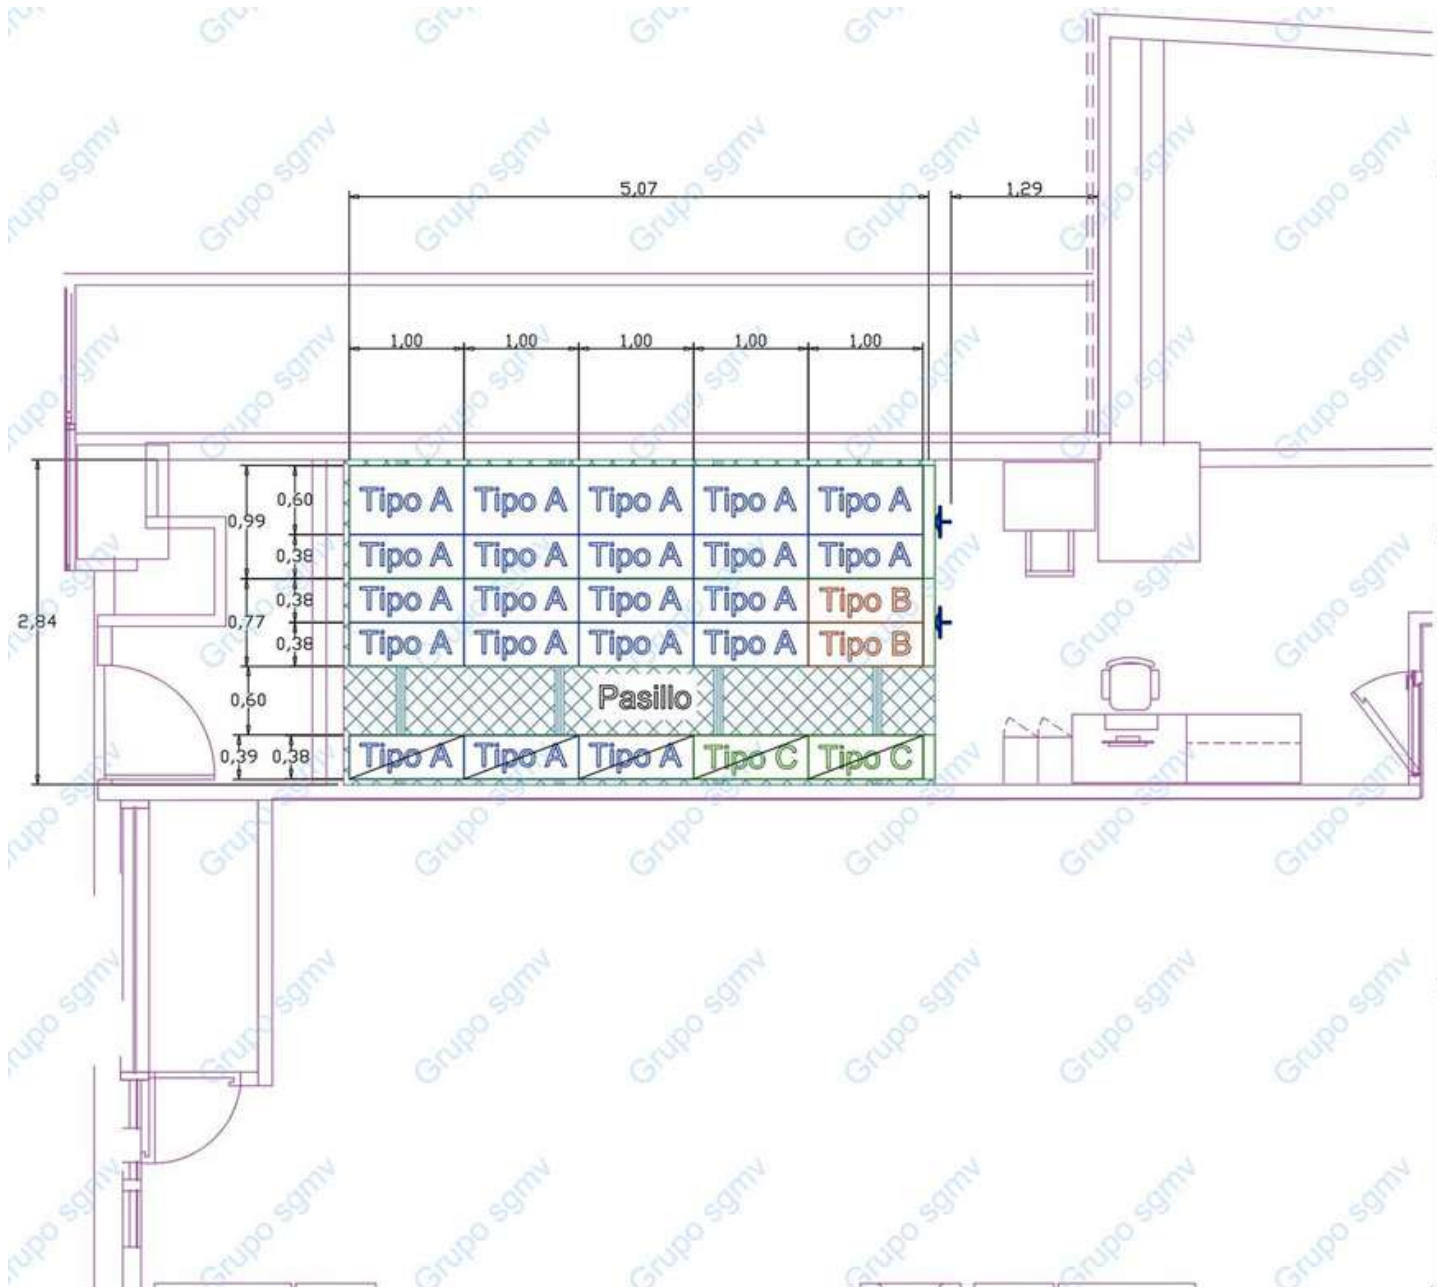 5,07
1,29
1,00 1,00 1,00 1,00 1,00
0,60 Tipo A Tipo A Tipo A Tipo A Tipo A
0,99
0,38 Tipo A Tipo A Tipo A Tipo A Tipo A
0,38 Tipo A Tipo A Tipo A Tipo A Tipo B
2,84 0,77
0,38 Tipo A Tipo A Tipo A Tipo A Tipo B
0,60 Pasillo
0,39 0,38 Tipo A Tipo A Tipo A Tipo C Tipo C
Grupo sgmv